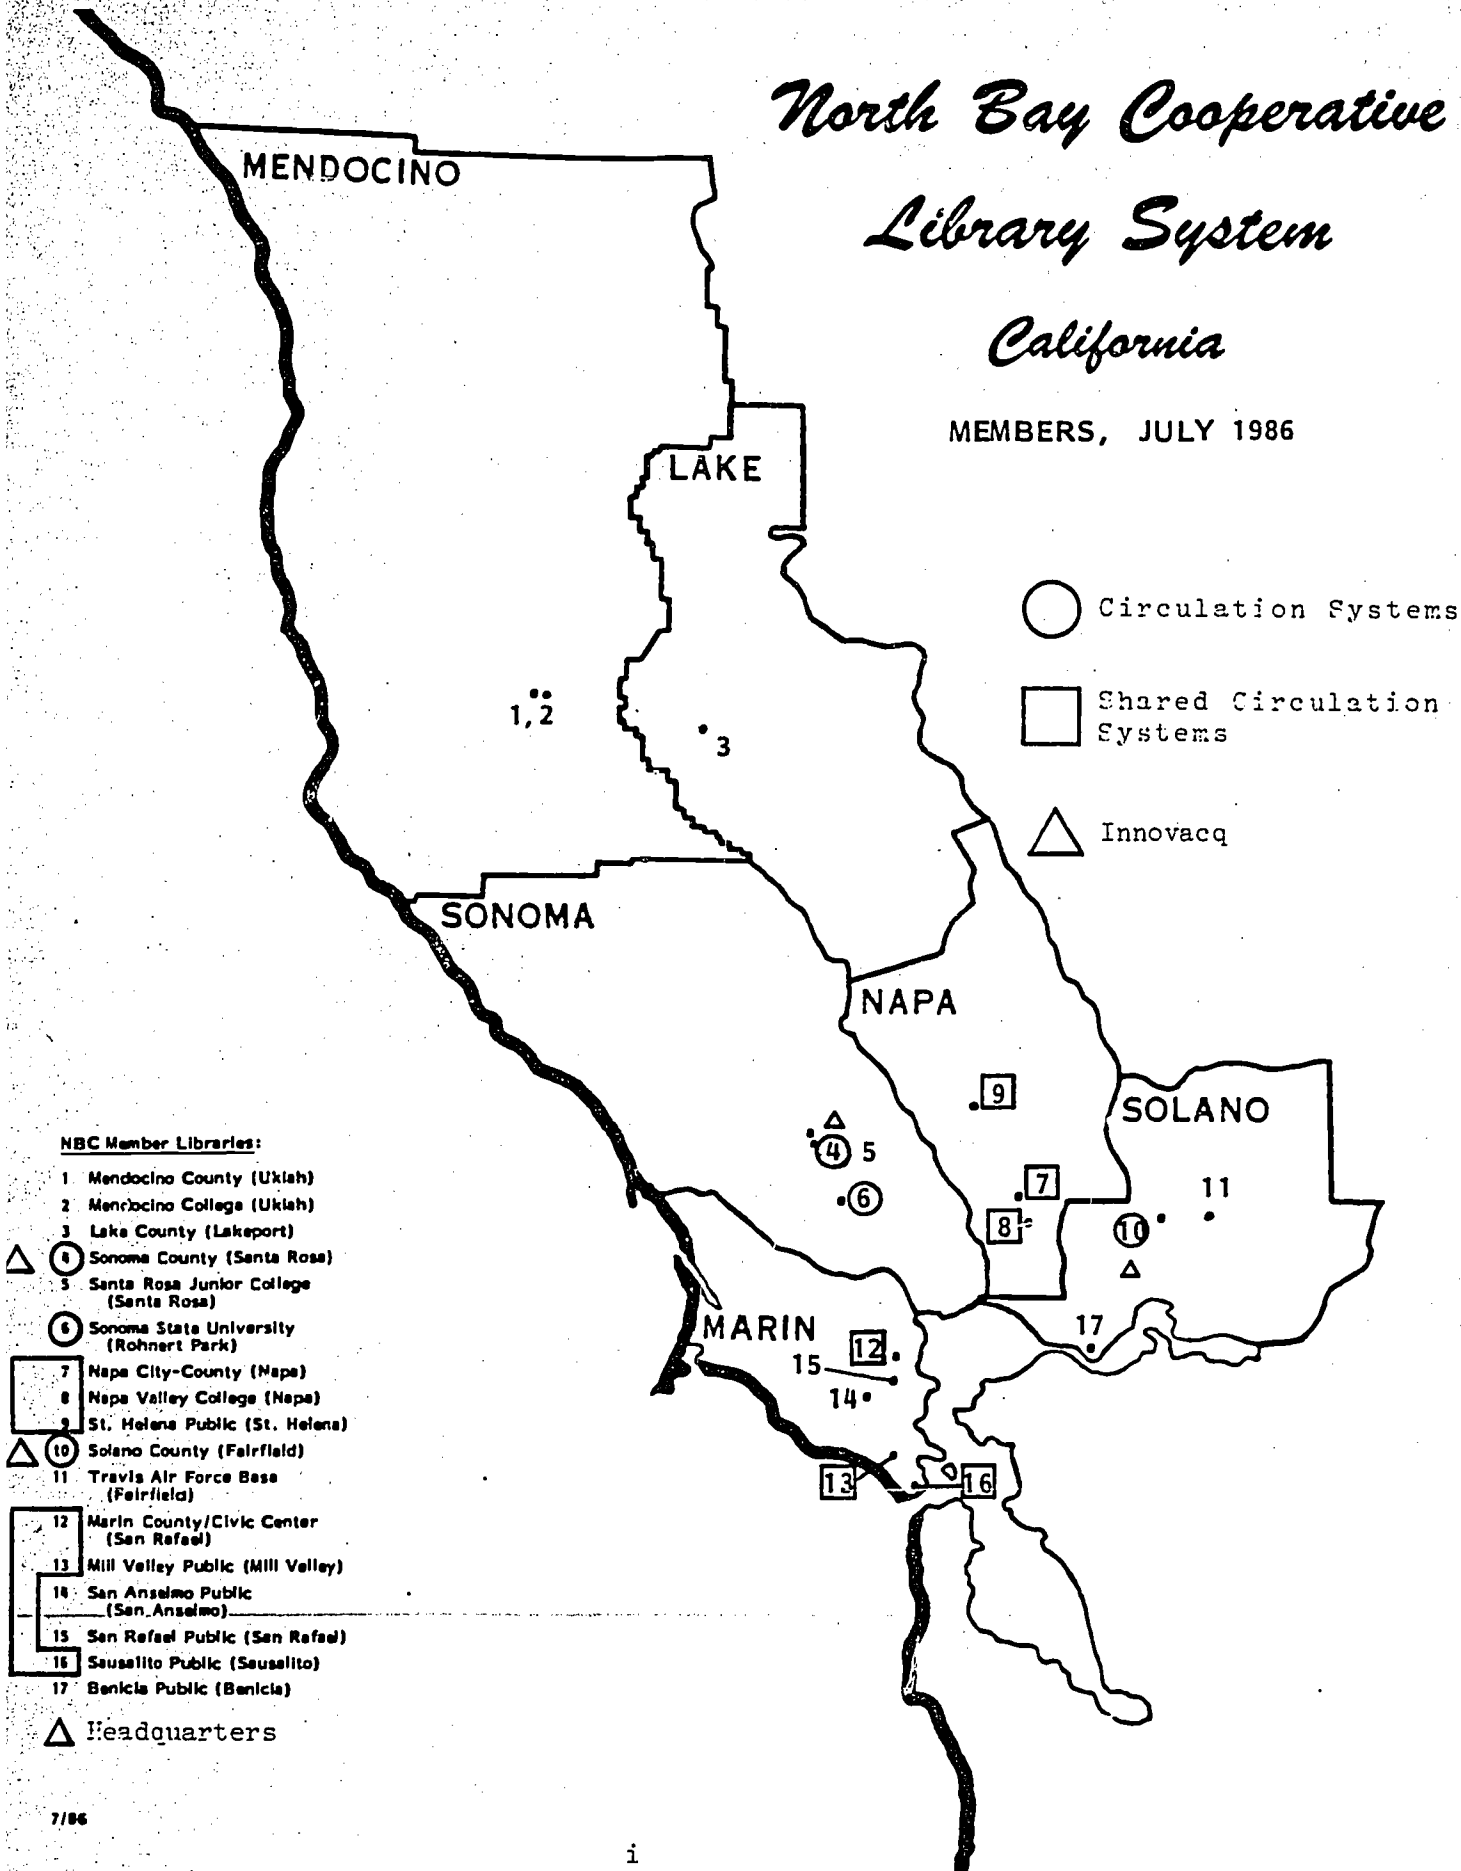 North Bay Cooperative
Library System
California
MEMBERS, JULY 1986
MENDOCINO
LAKE
Circulation Systems
Shared Circulation
Systems
Innovacq
1,2
3
SONOMA
NAPA
SOLANO
9
4 5
6
7
8
10
11
MARIN
12
15
14
17
13
16
NBC Member Libraries:
1 Mendocino County (Ukiah)
2 Mendocino College (Ukiah)
3 Lake County (Lakeport)
4 Sonoma County (Santa Rosa)
5 Santa Rosa Junior College
(Santa Rosa)
6 Sonoma State University
(Rohnert Park)
7 Napa City-County (Napa)
8 Napa Valley College (Napa)
9 St. Helena Public (St. Helena)
10 Solano County (Fairfield)
11 Travis Air Force Base
(Fairfield)
12 Marin County/Civic Center
(San Rafael)
13 Mill Valley Public (Mill Valley)
14 San Anselmo Public
(San Anselmo)
15 San Rafael Public (San Rafael)
16 Sausalito Public (Sausalito)
17 Benicia Public (Benicia)
Headquarters
7/86
i